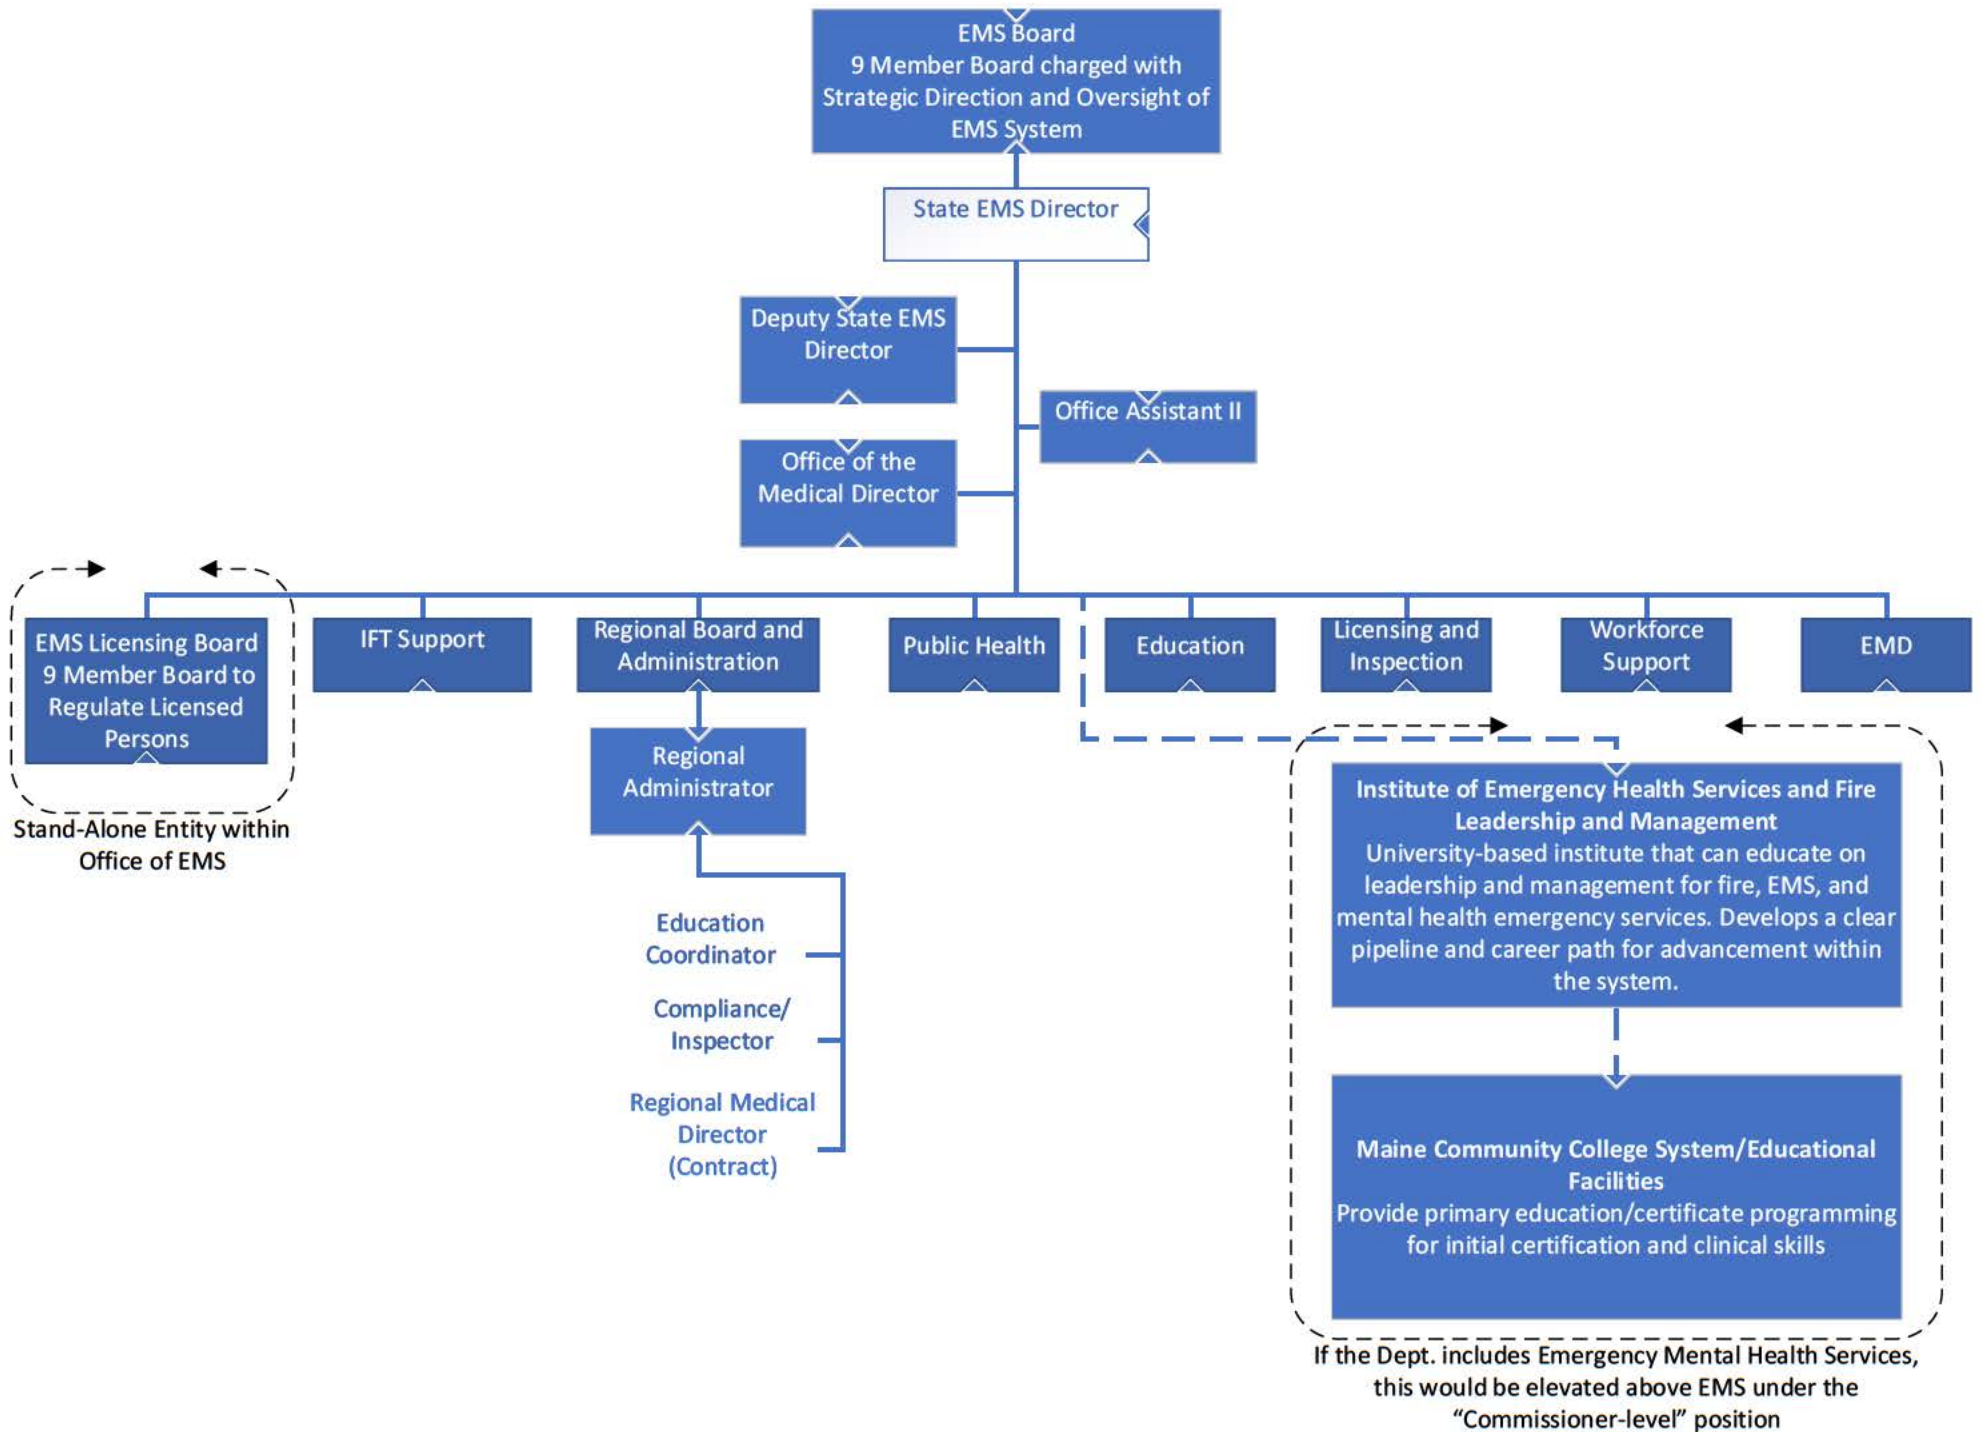 EMS Board
9 Member Board charged with
Strategic Direction and Oversight of
EMS System
State EMS Director
Deputy State EMS
Director
Office Assistant II
Office of the
Medical Director
EMS Licensing Board
9 Member Board to
Regulate Licensed
Persons
IFT Support
Regional Board and
Administration
Public Health
Education
Licensing and
Inspection
Workforce
Support
EMD
Stand-Alone Entity within
Office of EMS
Regional
Administrator
Education
Coordinator
Compliance/
Inspector
Regional Medical
Director
(Contract)
Institute of Emergency Health Services and Fire
Leadership and Management
University-based institute that can educate on
leadership and management for fire, EMS, and
mental health emergency services. Develops a clear
pipeline and career path for advancement within
the system.
Maine Community College System/Educational
Facilities
Provide primary education/certificate programming
for initial certification and clinical skills
If the Dept. includes Emergency Mental Health Services,
this would be elevated above EMS under the
“Commissioner-level” position